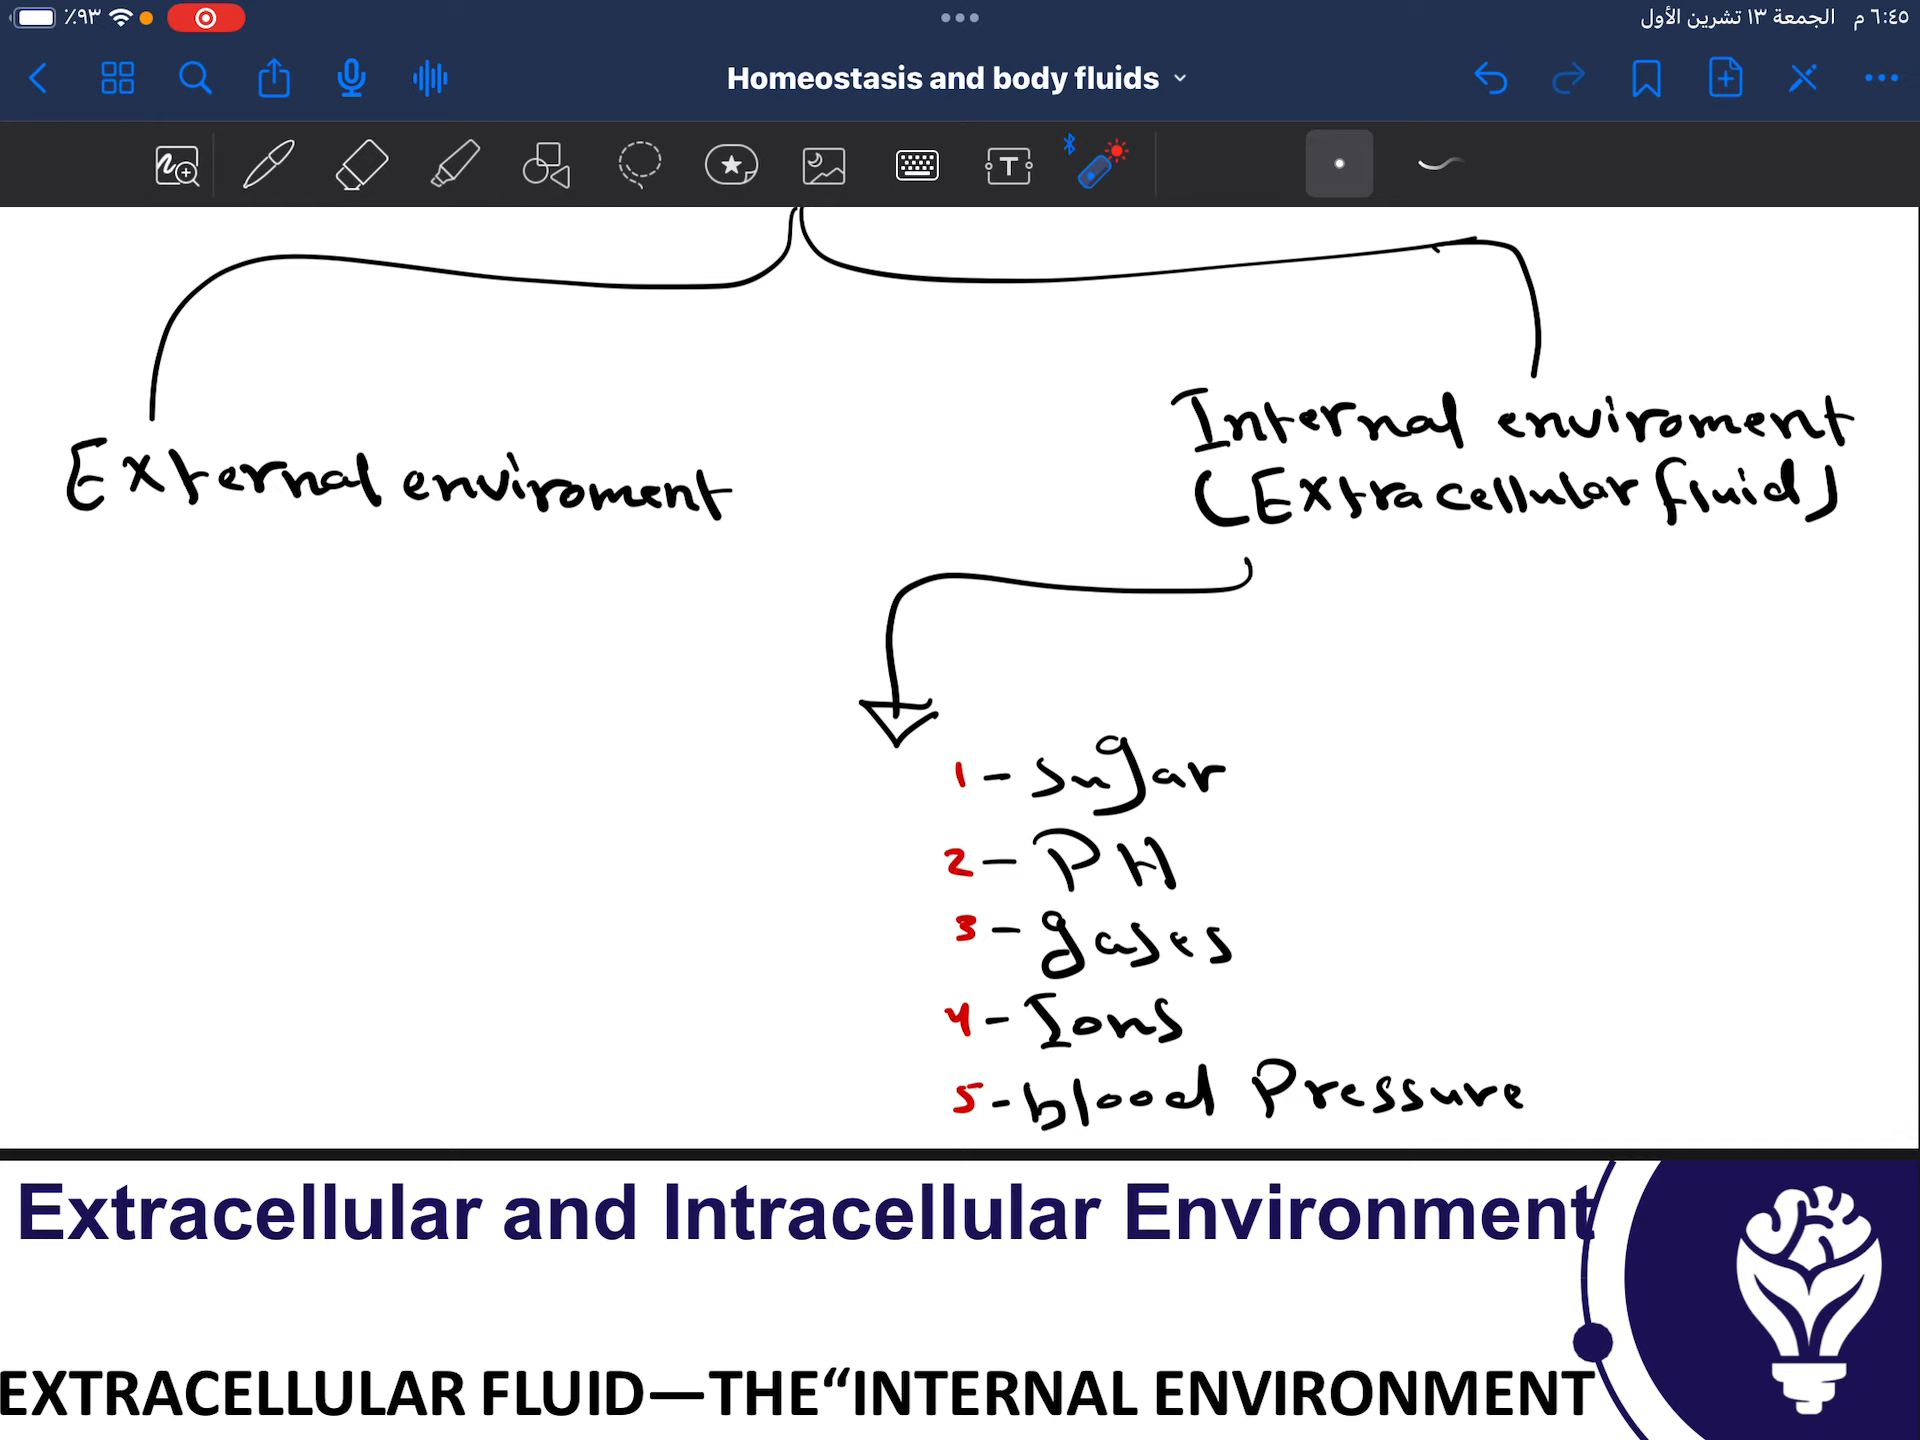 ٪٩٣
٦:٤٥ م الجمعة ١٣ تشرين الأول
Homeostasis and body fluids
T
External enviroment
Internal enviroment
(Extracellular fluid)
1 - sugar
2 - PH
3 - gases
4 - Ions
5 - blood Pressure
Extracellular and Intracellular Environment
EXTRACELLULAR FLUID—THE“INTERNAL ENVIRONMENT